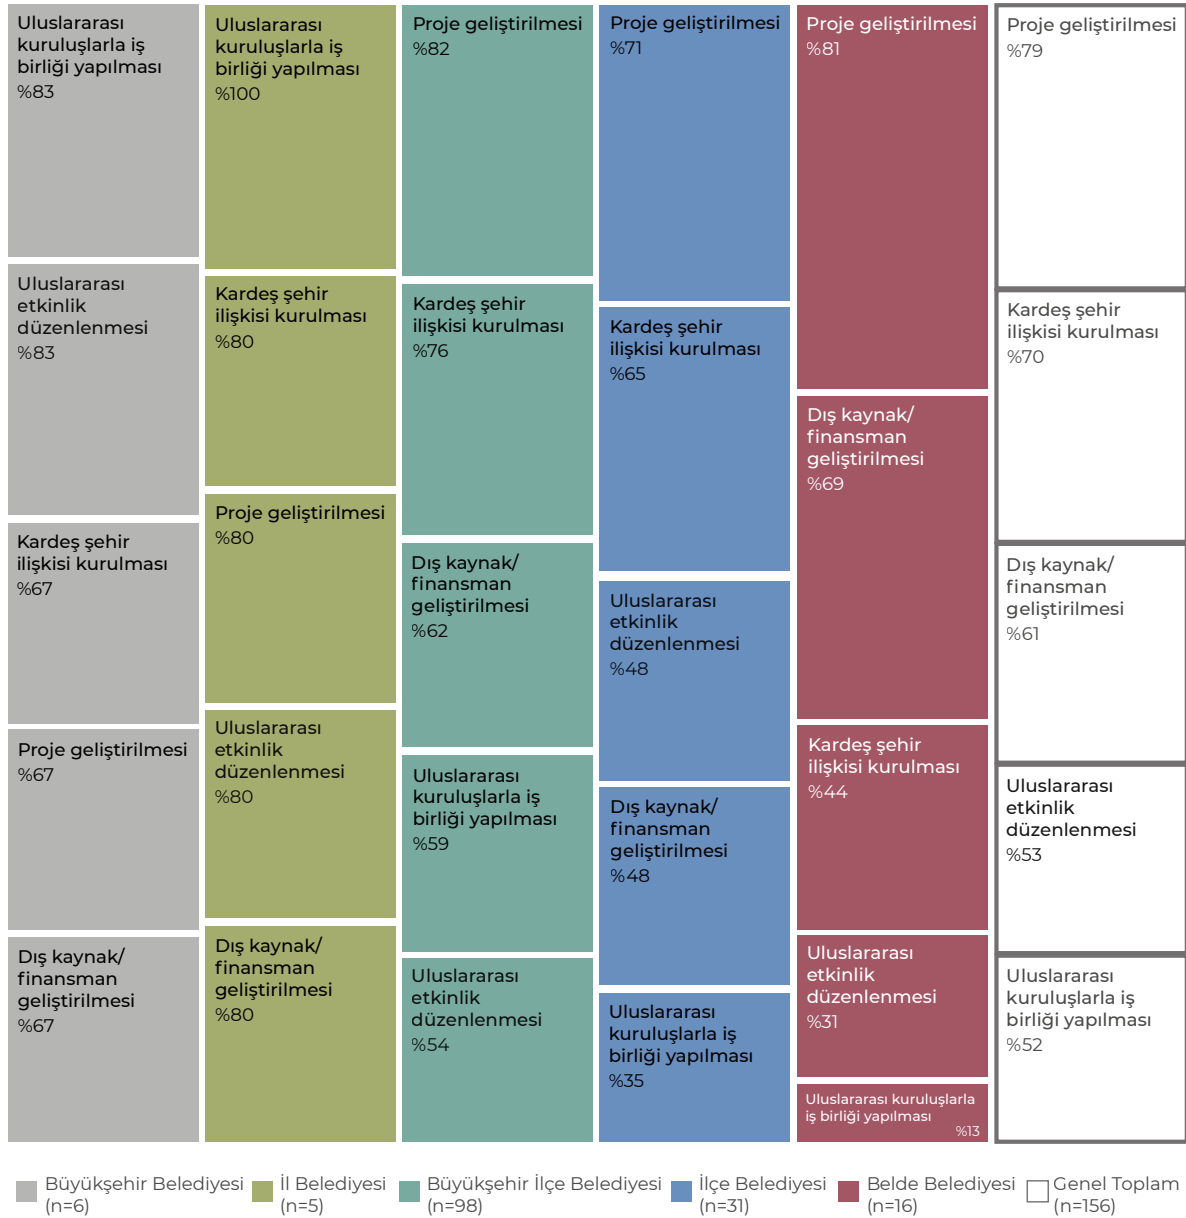 Uluslararası
kuruluşlarla iş
birliği yapılması
%83
Uluslararası
etkinlik
düzenlenmesi
%83
Kardeş şehir
ilişkisi kurulması
%67
Proje geliştirilmesi
%67
Dış kaynak/
finansman
geliştirilmesi
%67
Uluslararası
kuruluşlarla iş
birliği yapılması
%100
Kardeş şehir
ilişkisi kurulması
%80
Proje geliştirilmesi
%80
Uluslararası
etkinlik
düzenlenmesi
%80
Dış kaynak/
finansman
geliştirilmesi
%80
Proje geliştirilmesi
%82
Kardeş şehir
ilişkisi kurulması
%76
Dış kaynak/
finansman
geliştirilmesi
%62
Uluslararası
kuruluşlarla iş
birliği yapılması
%59
Uluslararası
etkinlik
düzenlenmesi
%54
Proje geliştirilmesi
%71
Kardeş şehir
ilişkisi kurulması
%65
Uluslararası
etkinlik
düzenlenmesi
%48
Dış kaynak/
finansman
geliştirilmesi
%48
Uluslararası
kuruluşlarla iş
birliği yapılması
%35
Proje geliştirilmesi
%81
Dış kaynak/
finansman
geliştirilmesi
%69
Kardeş şehir
ilişkisi kurulması
%44
Uluslararası
etkinlik
düzenlenmesi
%31
Uluslararası kuruluşlarla
iş birliği yapılması
%13
Proje geliştirilmesi
%79
Kardeş şehir
ilişkisi kurulması
%70
Dış kaynak/
finansman
geliştirilmesi
%61
Uluslararası
etkinlik
düzenlenmesi
%53
Uluslararası
kuruluşlarla iş
birliği yapılması
%52
Büyükşehir Belediyesi
(n=6)
İl Belediyesi
(n=5)
Büyükşehir İlçe Belediyesi
(n=98)
İlçe Belediyesi
(n=31)
Belde Belediyesi
(n=16)
Genel Toplam
(n=156)